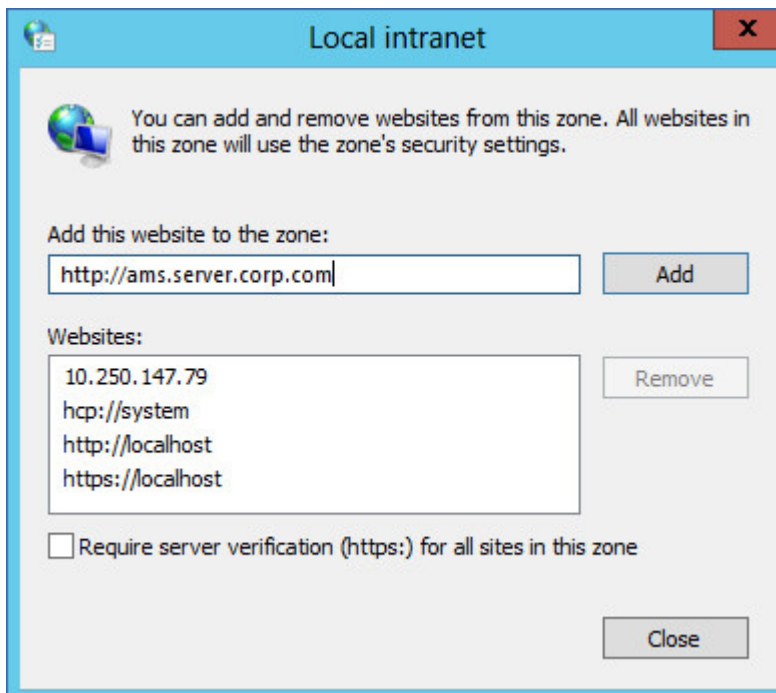 Local intranet
x
You can add and remove websites from this zone. All websites in
this zone will use the zone's security settings.
Add this website to the zone:
http://ams.server.corp.com
Add
Websites:
10.250.147.79
hcp://system
http://localhost
https://localhost
Remove
Require server verification (https:) for all sites in this zone
Close